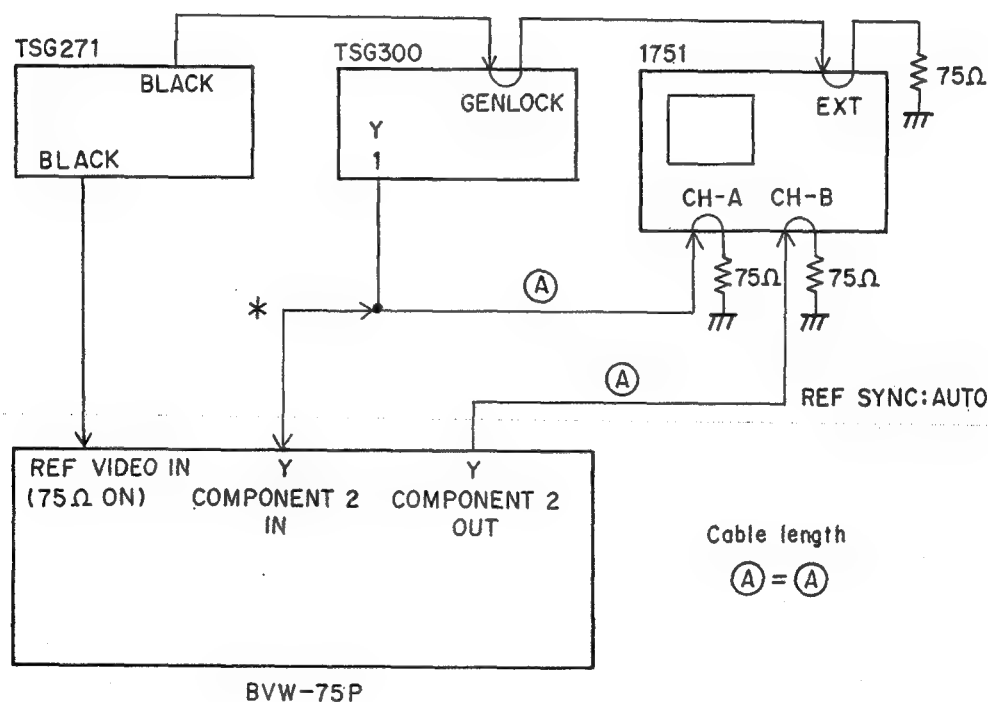 TSG271
BLACK
BLACK
TSG300
GENLOCK
Y
1
1751
EXT
75Ω
CH-A
CH-B
75Ω
75Ω
*
A
A
REF SYNC:AUTO
REF VIDEO IN
(75Ω ON)
Y
COMPONENT 2
IN
Y
COMPONENT 2
OUT
Cable length
A = A
BVW-75P